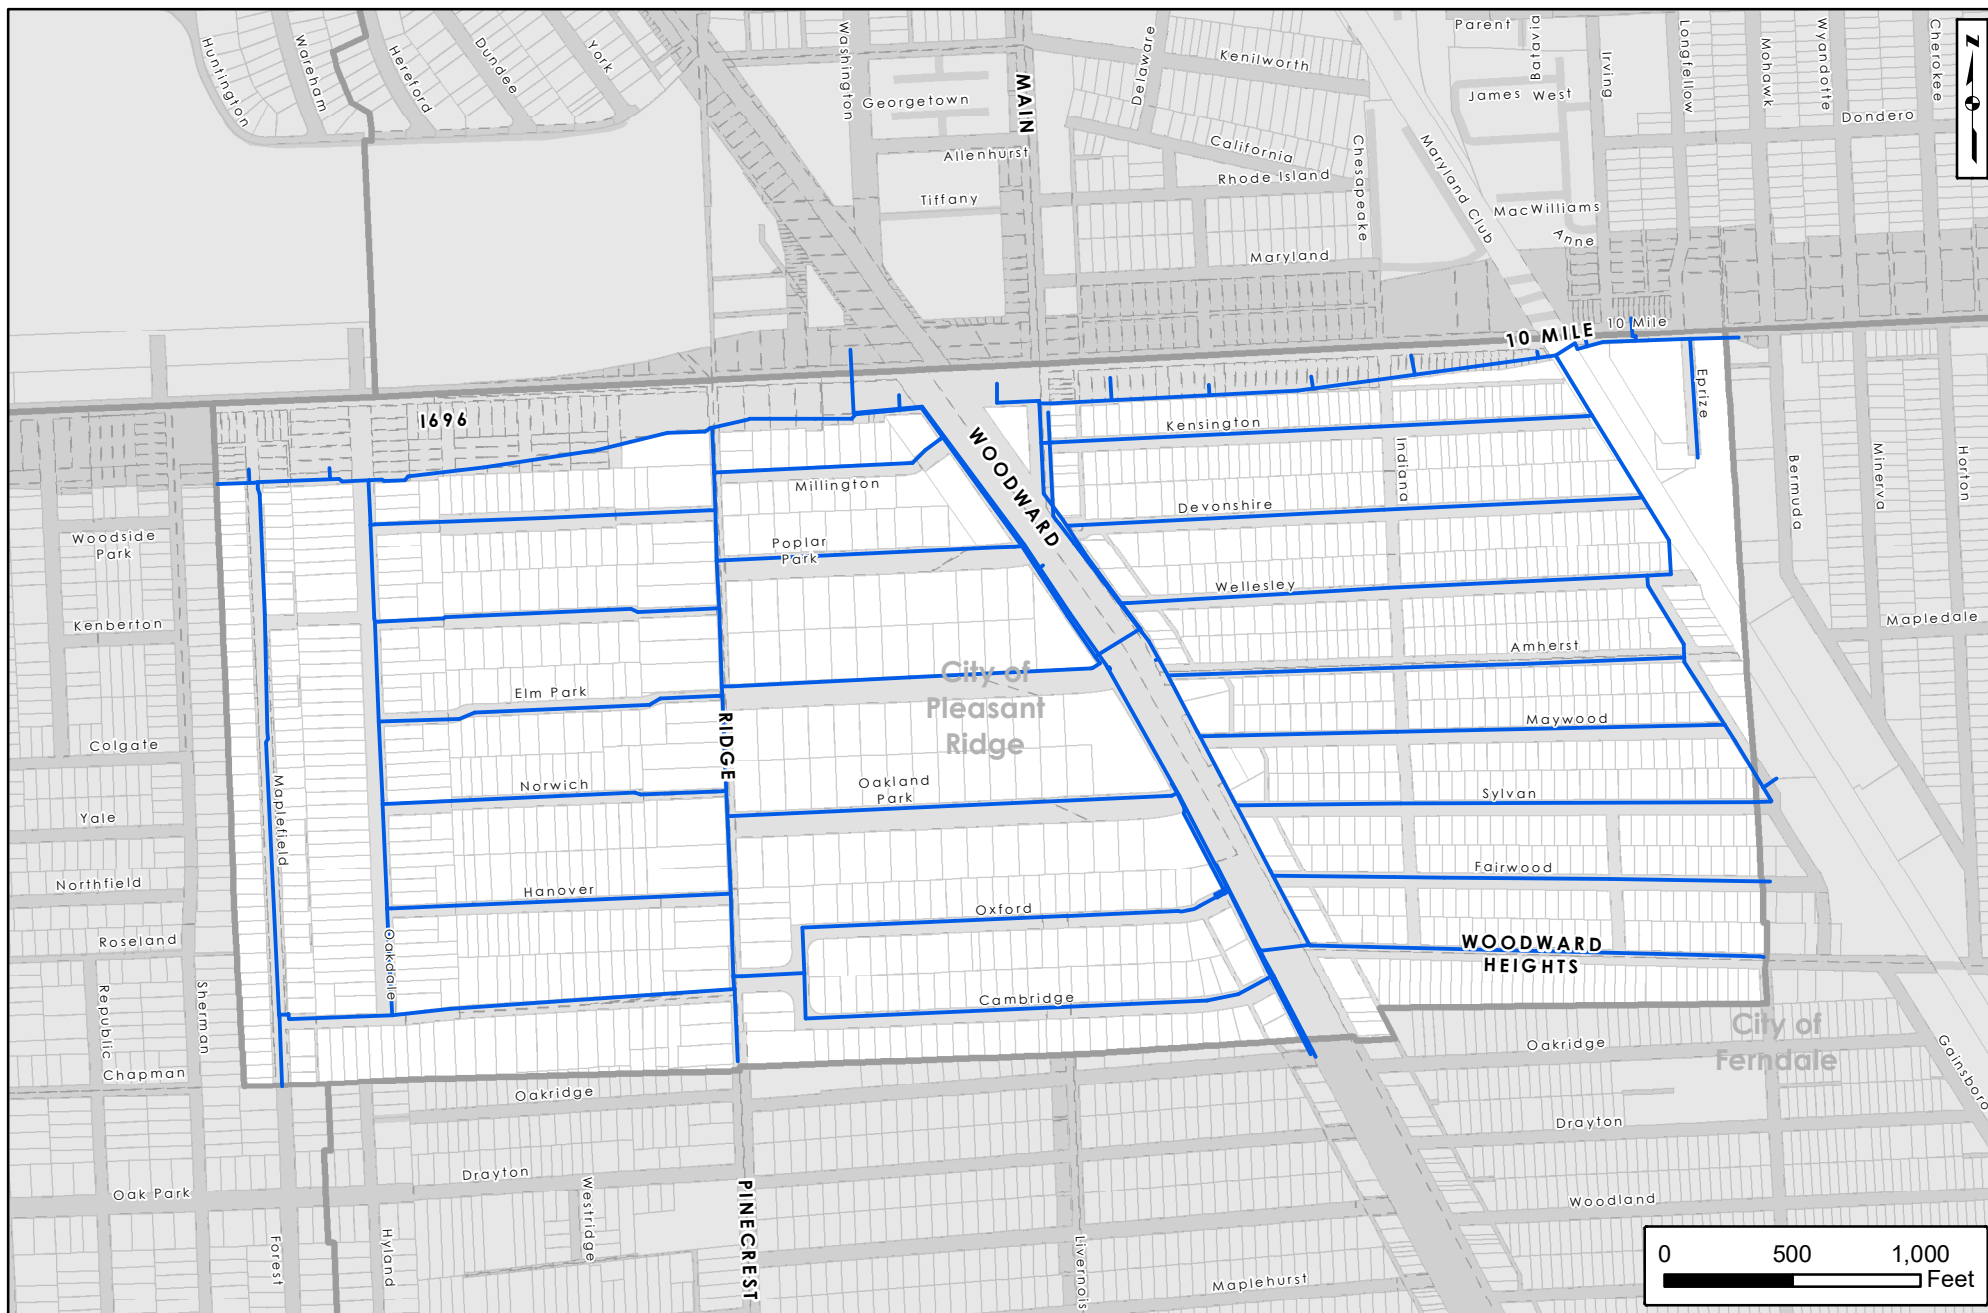 Huntington
Wareham
Hereford
Dundee
York
Washington
Georgetown
Allenhurst
Tiffany
MAIN
Delaware
Kenilworth
California
Rhode Island
Maryland
Chesapeake
Maryland Club
Parent
Batavia
James
West
Irving
MacWilliams
Anne
Longfellow
Mohawk
Wyandotte
Cherokee
Dondero
N
10 MILE
10 Mile
I696
WOODWARD
Kensington
Indiana
Eprize
Devonshire
Millington
Poplar
Park
Wellesley
Amherst
Maywood
Sylvan
Fairwood
WOODWARD
HEIGHTS
Bermuda
Minerva
Horton
Mapledale
Woodside
Park
Kenberton
Colgate
Yale
Northfield
Roseland
Republic
Sherman
Chapman
Oak Park
Maplefield
Oakdale
Elm Park
Norwich
Hanover
RIDGE
City of
Pleasant
Ridge
Oakland
Park
Oxford
Cambridge
City of
Ferndale
Oakridge
Oakridge
Drayton
Drayton
Woodland
Gainsboro
Forest
Hyland
Westridge
PINECREST
Livernois
Maplehurst
0
500
1,000
Feet